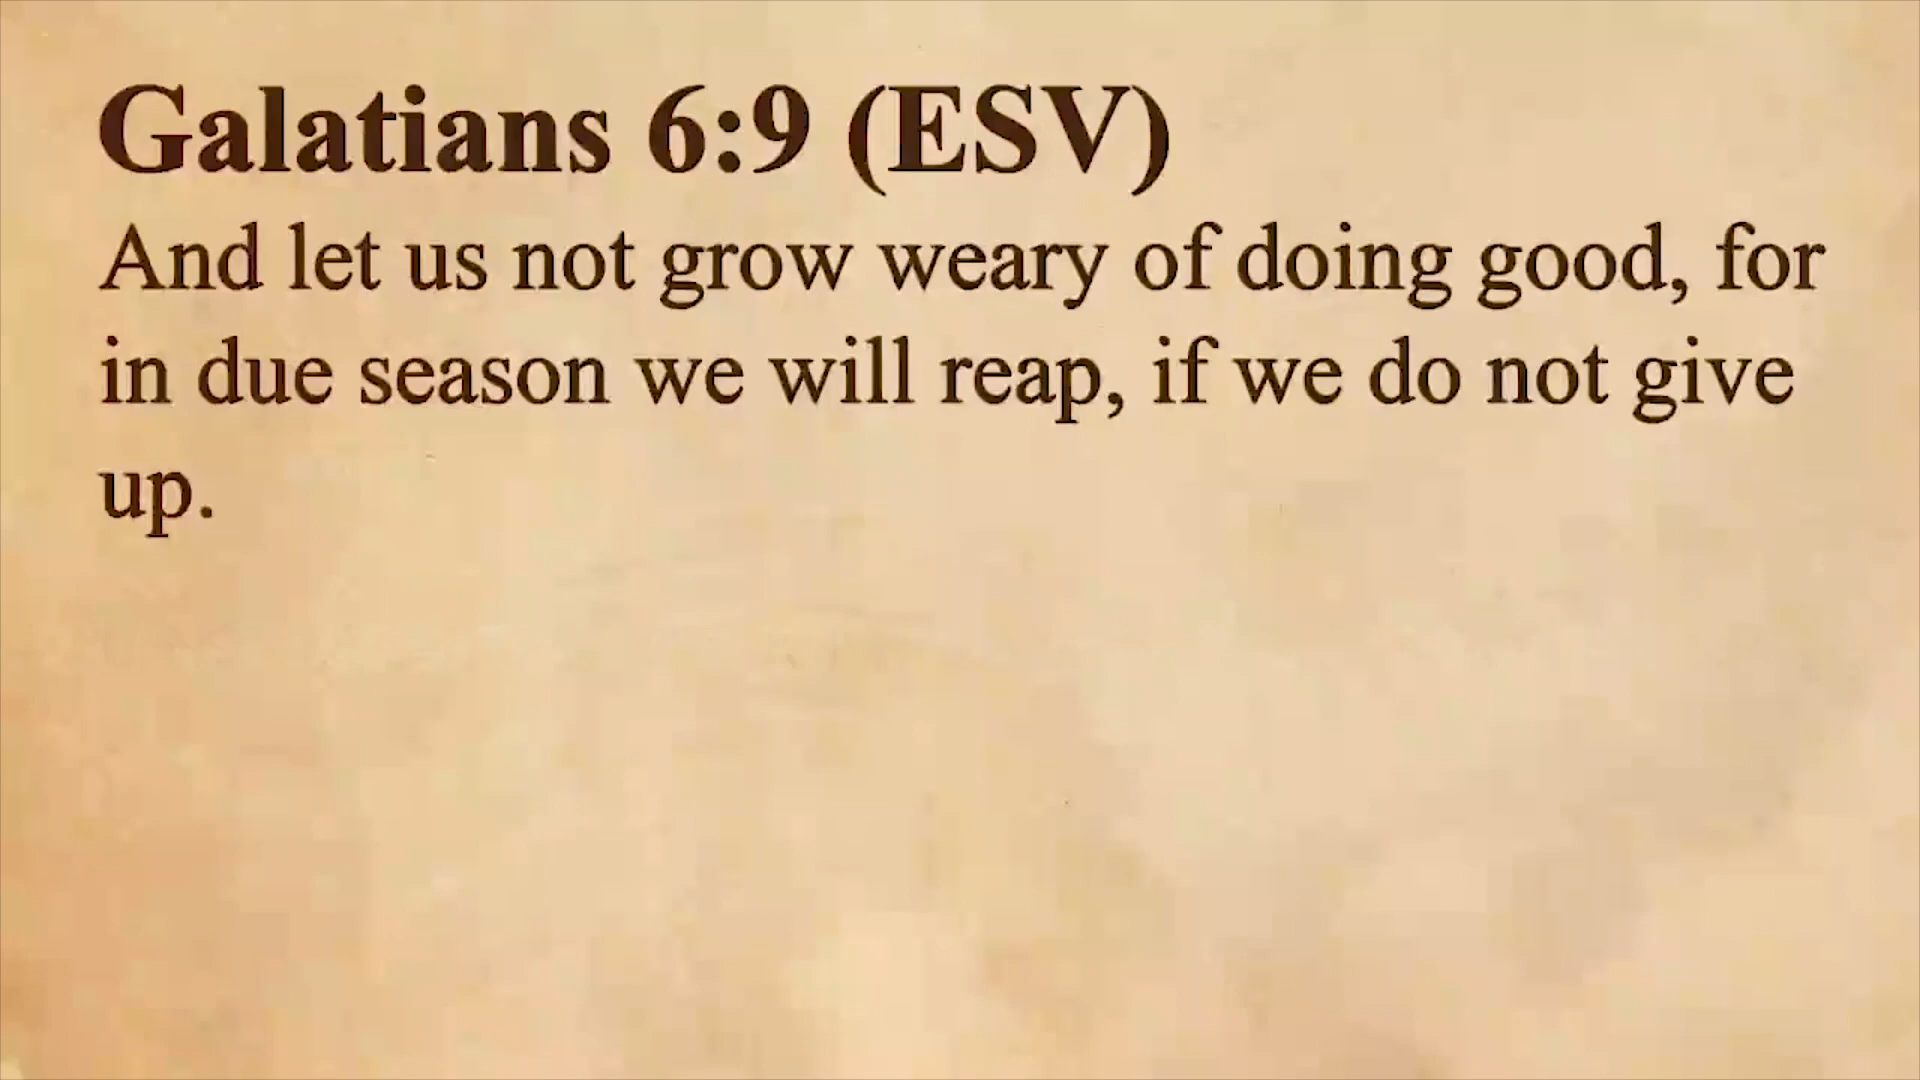 Galatians 6:9 (ESV)
And let us not grow weary of doing good, for
in due season we will reap, if we do not give
up.